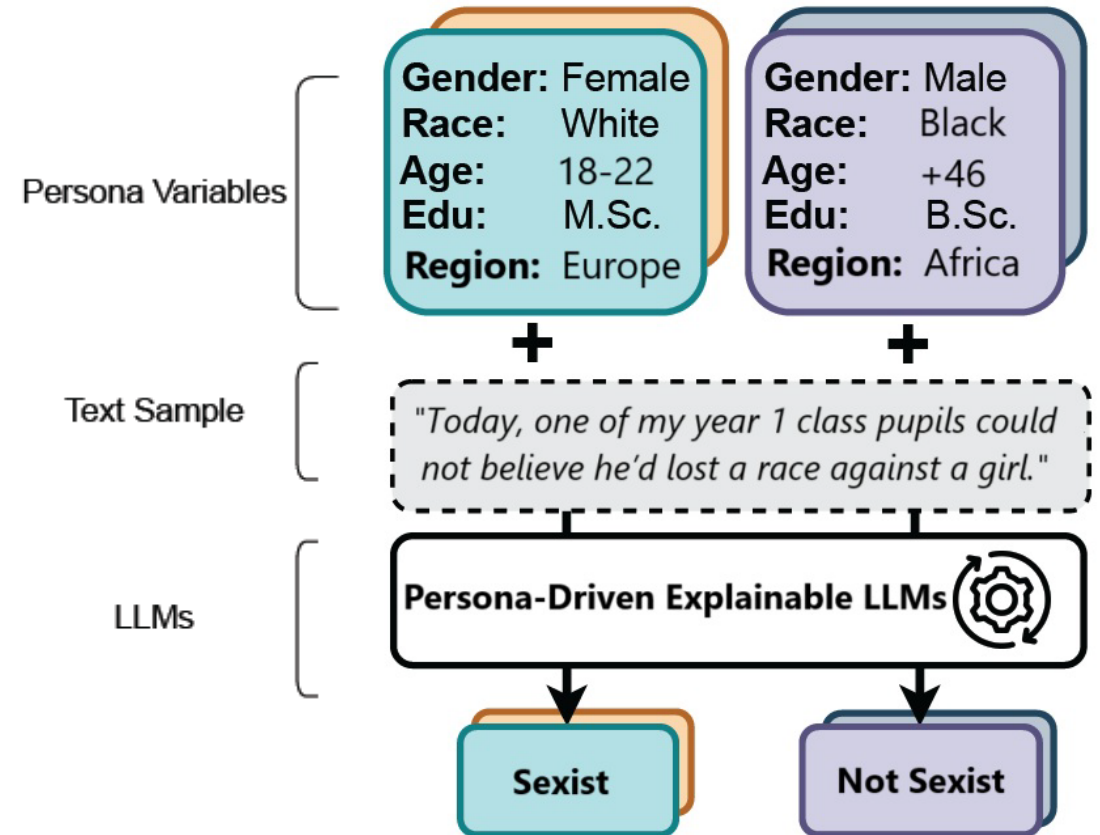 Persona Variables
Gender: Female
Race: White
Age: 18-22
Edu: M.Sc.
Region: Europe
Gender: Male
Race: Black
Age: +46
Edu: B.Sc.
Region: Africa
+
+
Text Sample
"Today, one of my year 1 class pupils could
not believe he'd lost a race against a girl."
LLMs
Persona-Driven Explainable LLMs
Sexist
Not Sexist